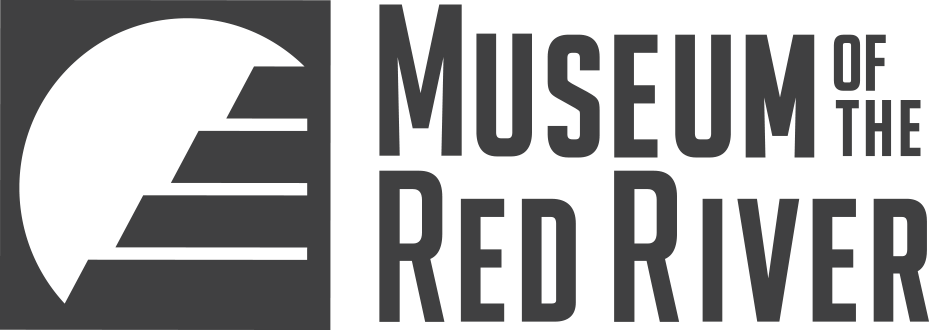 MUSEUM OF THE
RED RIVER